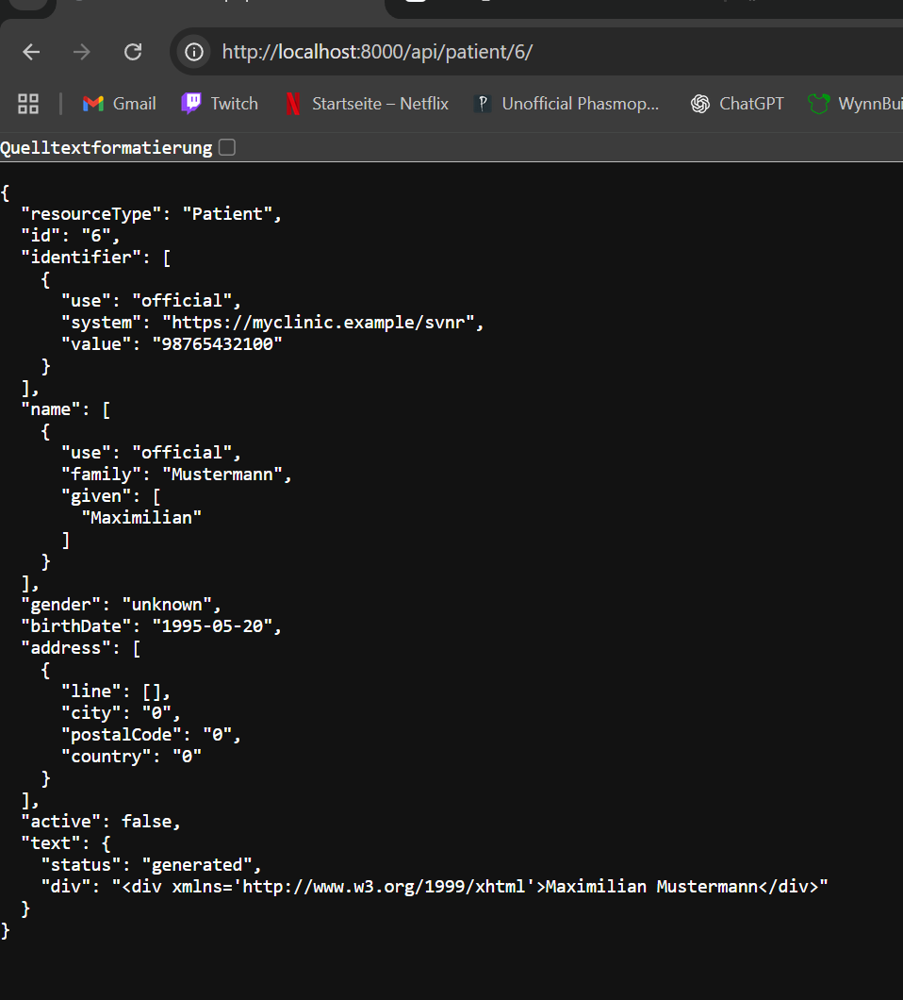 http://localhost:8000/api/patient/6/
Gmail Twitch Startseite – Netflix Unofficial Phasmop... ChatGPT WynnBui
Quelltextformatierung
{
"resourceType": "Patient",
"id": "6",
"identifier": [
{
"use": "official",
"system": "https://myclinic.example/svnr",
"value": "98765432100"
}
],
"name": [
{
"use": "official",
"family": "Mustermann",
"given": [
"Maximilian"
]
}
],
"gender": "unknown",
"birthDate": "1995-05-20",
"address": [
{
"line": [],
"city": "0",
"postalCode": "0",
"country": "0"
}
],
"active": false,
"text": {
"status": "generated",
"div": "<div xmlns='http://www.w3.org/1999/xhtml'>Maximilian Mustermann</div>"
}
}